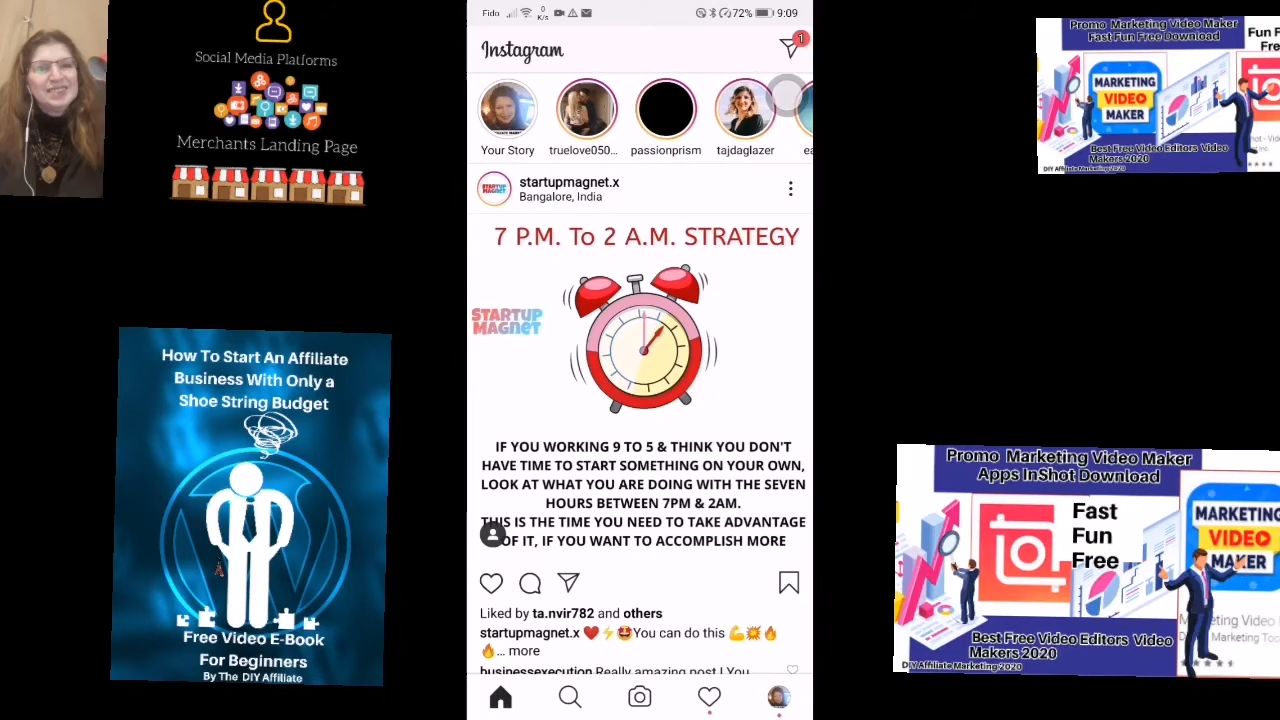 Social Media Platforms
Merchants Landing Page
How To Start An Affiliate
Business With Only a
Shoe String Budget
Free Video E-Book
For Beginners
By The DIY Affiliate
Fido
0
K/s
72%
9:09
Instagram
1
Your Story
truelove050...
passionprism
tajdaglazer
ea
startupmagnet.x
Bangalore, India
7 P.M. To 2 A.M. STRATEGY
STARTUP
MAGNET
IF YOU WORKING 9 TO 5 & THINK YOU DON'T
HAVE TIME TO START SOMETHING ON YOUR OWN,
LOOK AT WHAT YOU ARE DOING WITH THE SEVEN
HOURS BETWEEN 7PM & 2AM.
THIS IS THE TIME YOU NEED TO TAKE ADVANTAGE
OF IT, IF YOU WANT TO ACCOMPLISH MORE
Liked by ta.nvir782 and others
startupmagnet.x ❤️⚡🤩You can do this 💪💥🔥
🔥... more
businessexecution Really amazing post ! You
Promo Marketing Video Maker
Fast Fun Free Download
Fun F
Fre
MARKETING
VIDEO
MAKER
Best Free Video Editors Video
Makers 2020
DIY Affiliate Marketing 2020
Promo Marketing Video Maker
Apps InShot Download
Fast
Fun
Free
MARKETING
VIDEO
MAKER
Best Free Video Editors Video
Makers 2020
DIY Affiliate Marketing 2020